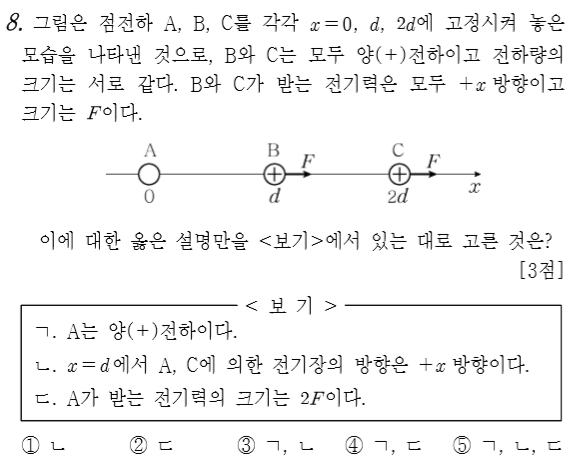 8. 그림은 점전하 A, B, C를 각각 x=0, d, 2d에 고정시켜 놓은
모습을 나타낸 것으로, B와 C는 모두 양(+)전하이고 전하량의
크기는 서로 같다. B와 C가 받는 전기력은 모두 +x 방향이고
크기는 F이다.
A B F C F
0 d 2d x
이에 대한 옳은 설명만을 <보기>에서 있는 대로 고른 것은?
[3점]
< 보 기 >
ㄱ. A는 양(+)전하이다.
ㄴ. x=d에서 A, C에 의한 전기장의 방향은 +x 방향이다.
ㄷ. A가 받는 전기력의 크기는 2F이다.
① ㄴ ② ㄷ ③ ㄱ, ㄴ ④ ㄱ, ㄷ ⑤ ㄱ, ㄴ, ㄷ